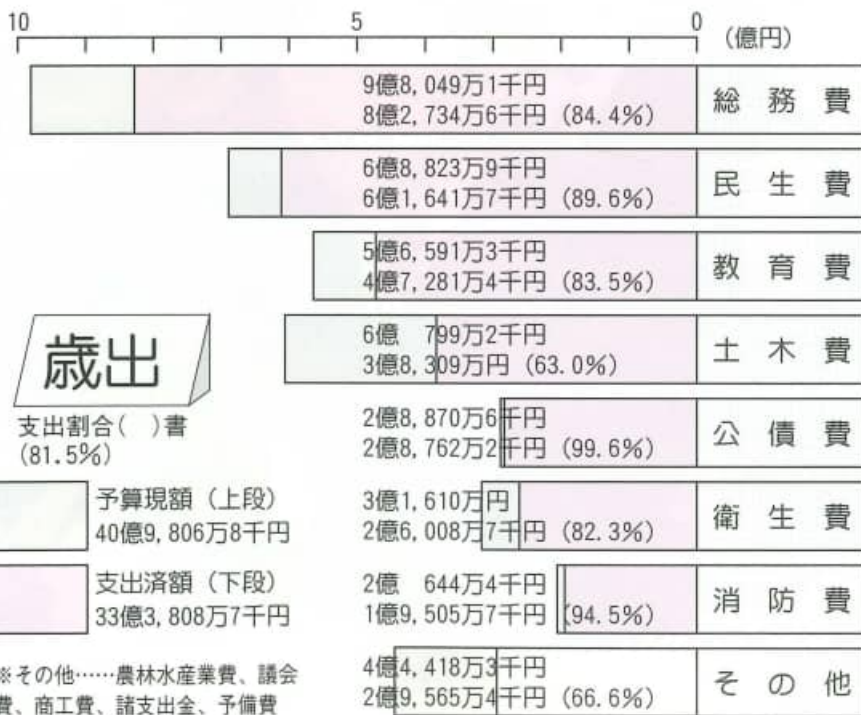 10 5 0 (億円)
9億8,049万1千円
8億2,734万6千円 (84.4%)
総務費
6億8,823万9千円
6億1,641万7千円 (89.6%)
民生費
5億6,591万3千円
4億7,281万4千円 (83.5%)
教育費
6億 799万2千円
3億8,309万円 (63.0%)
土木費
2億8,870万6千円
2億8,762万2千円 (99.6%)
公債費
3億1,610万円
2億6,008万7千円 (82.3%)
衛生費
2億 644万4千円
1億9,505万7千円 (94.5%)
消防費
4億4,418万3千円
2億9,565万4千円 (66.6%)
その他
歳出
支出割合( )書
(81.5%)
予算現額 (上段)
40億9,806万8千円
支出済額 (下段)
33億3,808万7千円
※その他……農林水産業費、議会
費、商工費、諸支出金、予備費